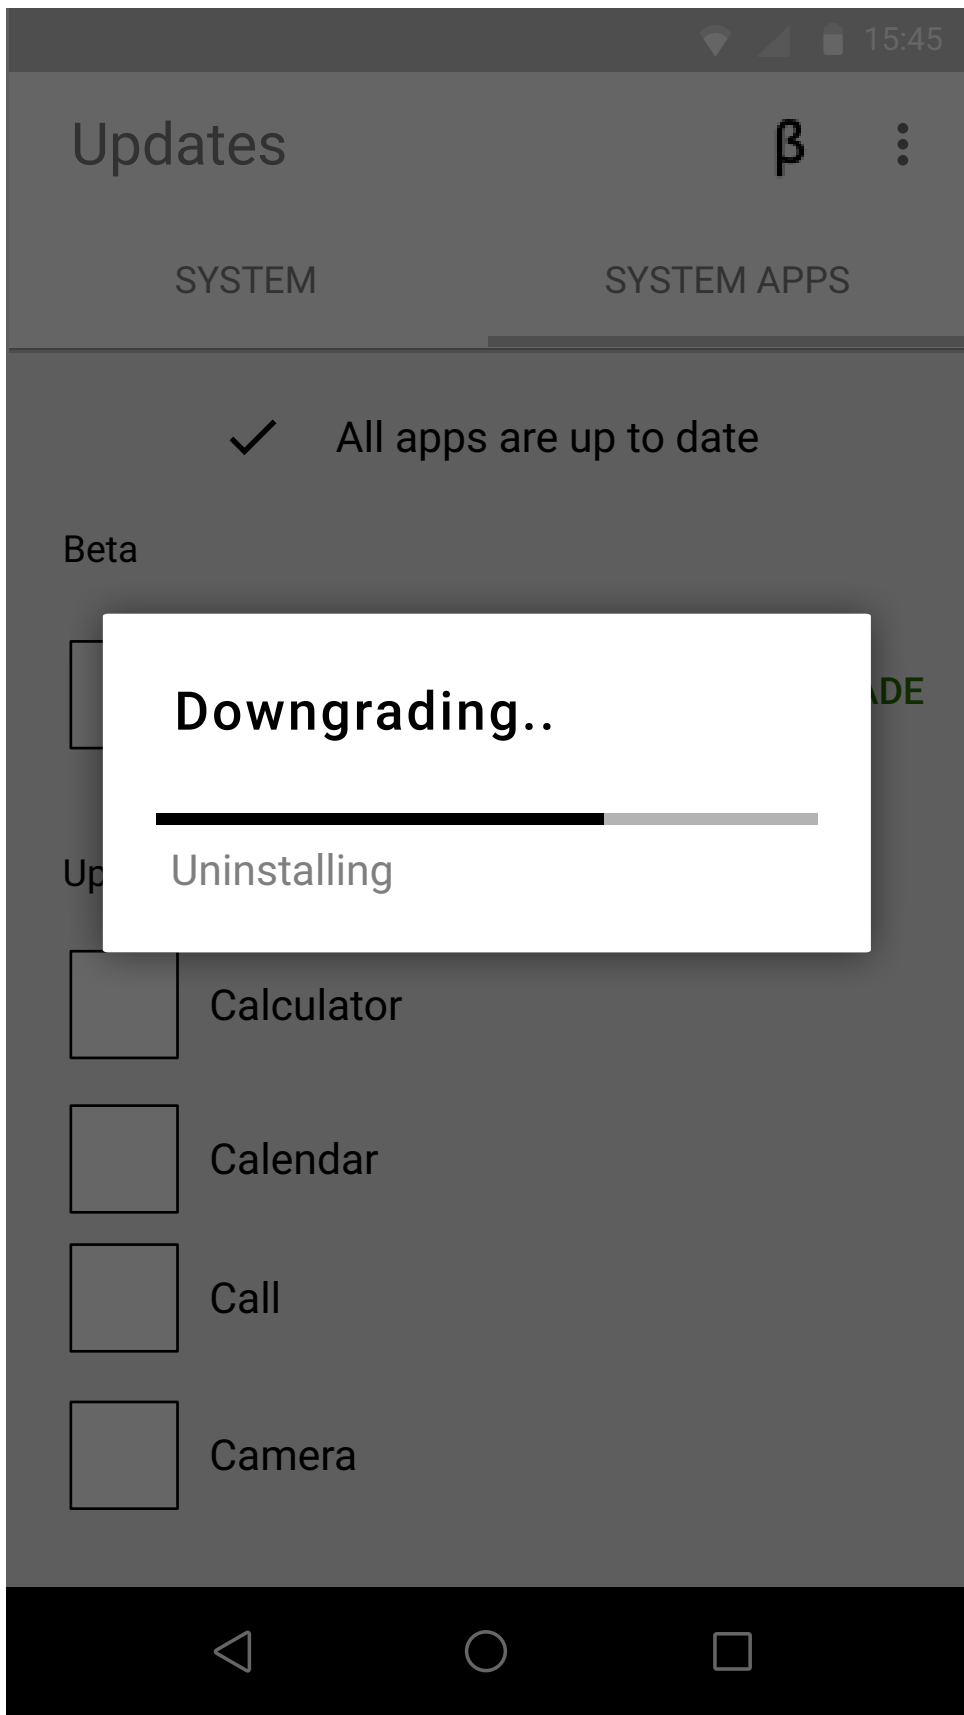 15:45
Updates β
SYSTEM SYSTEM APPS
All apps are up to date
Beta
Downgrading..
Uninstalling
Calculator
Calendar
Call
Camera